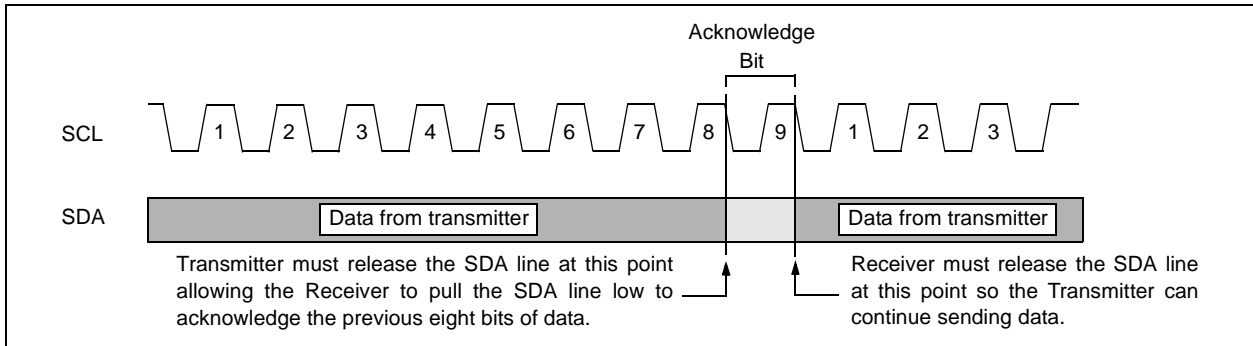 Acknowledge
Bit
SCL
1 2 3 4 5 6 7 8 9 1 2 3
SDA
Data from transmitter
Data from transmitter
Transmitter must release the SDA line at this point
allowing the Receiver to pull the SDA line low to
acknowledge the previous eight bits of data.
Receiver must release the SDA line
at this point so the Transmitter can
continue sending data.